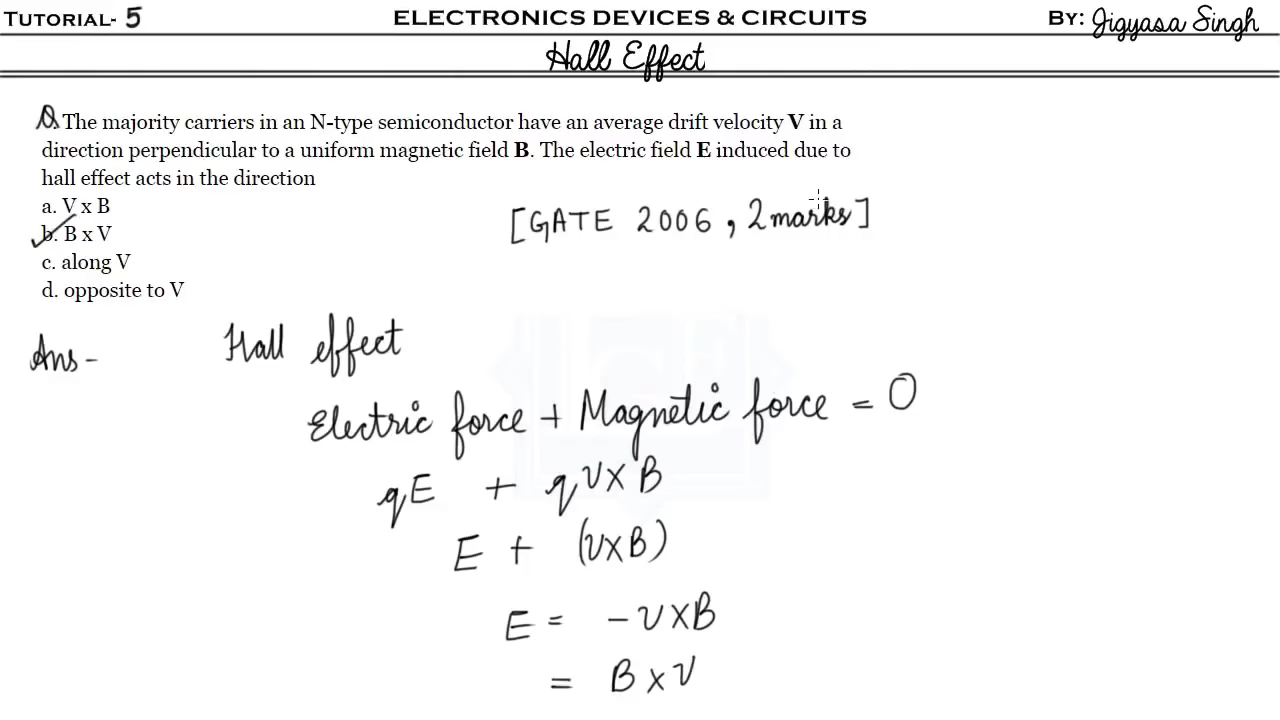 TUTORIAL- 5 ELECTRONICS DEVICES & CIRCUITS BY: Jigyasa Singh
Hall Effect
Q. The majority carriers in an N-type semiconductor have an average drift velocity V in a
direction perpendicular to a uniform magnetic field B. The electric field E induced due to
hall effect acts in the direction
a. V x B
b. B x V
c. along V
d. opposite to V
[GATE 2006, 2 marks]
Ans - Hall effect
Electric force + Magnetic force = 0
qE + qV×B
E + (V×B)
E = - V×B
= B×V